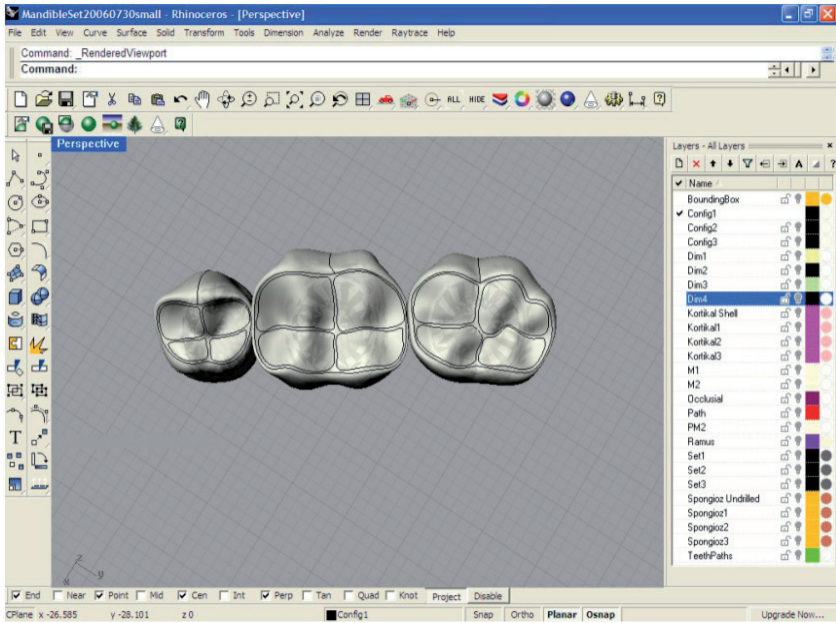 MandibleSet20060730small - Rhinoceros - [Perspective]
File Edit View Curve Surface Solid Transform Tools Dimension Analyze Render Raytrace Help
Command: _RenderedViewport
Command:
ALL HIDE
Perspective
Layers - All Layers
Name
BoundingBox
Config1
Config2
Config3
Dim1
Dim2
Dim3
Dim4
Kortikal Shell
Kortikal1
Kortikal2
Kortikal3
M1
M2
Occlusial
Path
PM2
Ramus
Set1
Set2
Set3
Spongioz Undrilled
Spongioz1
Spongioz2
Spongioz3
TeethPaths
z
y
x
End Near Point Mid Cen Int Perp Tan Quad Knot Project Disable
CPlane x -26.585 y -28.101 z 0 Config1 Snap Ortho Planar Osnap Upgrade Now...